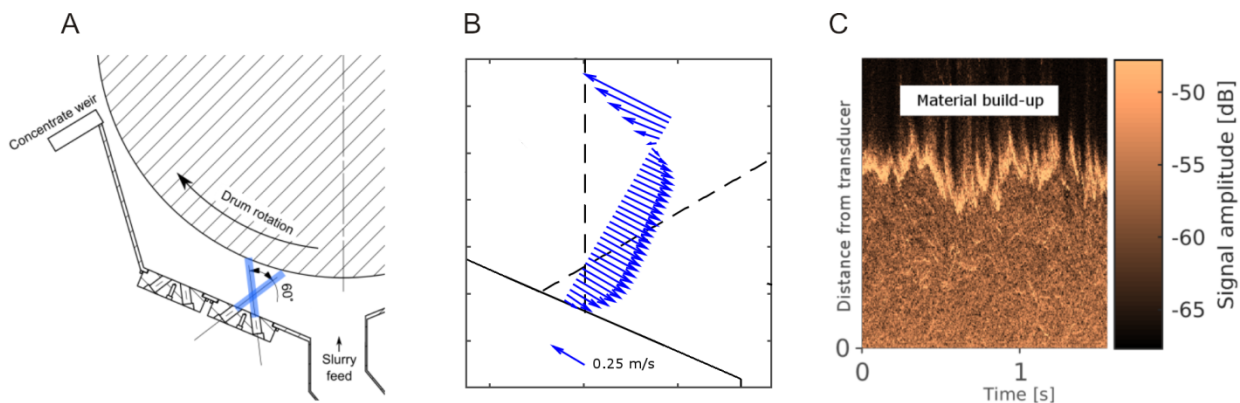 A
Concentrate weir
Drum rotation
60°
Slurry
feed
B
0.25 m/s
C
Material build-up
Distance from transducer
0
0
1
Time [s]
-50
-55
-60
-65
Signal amplitude [dB]